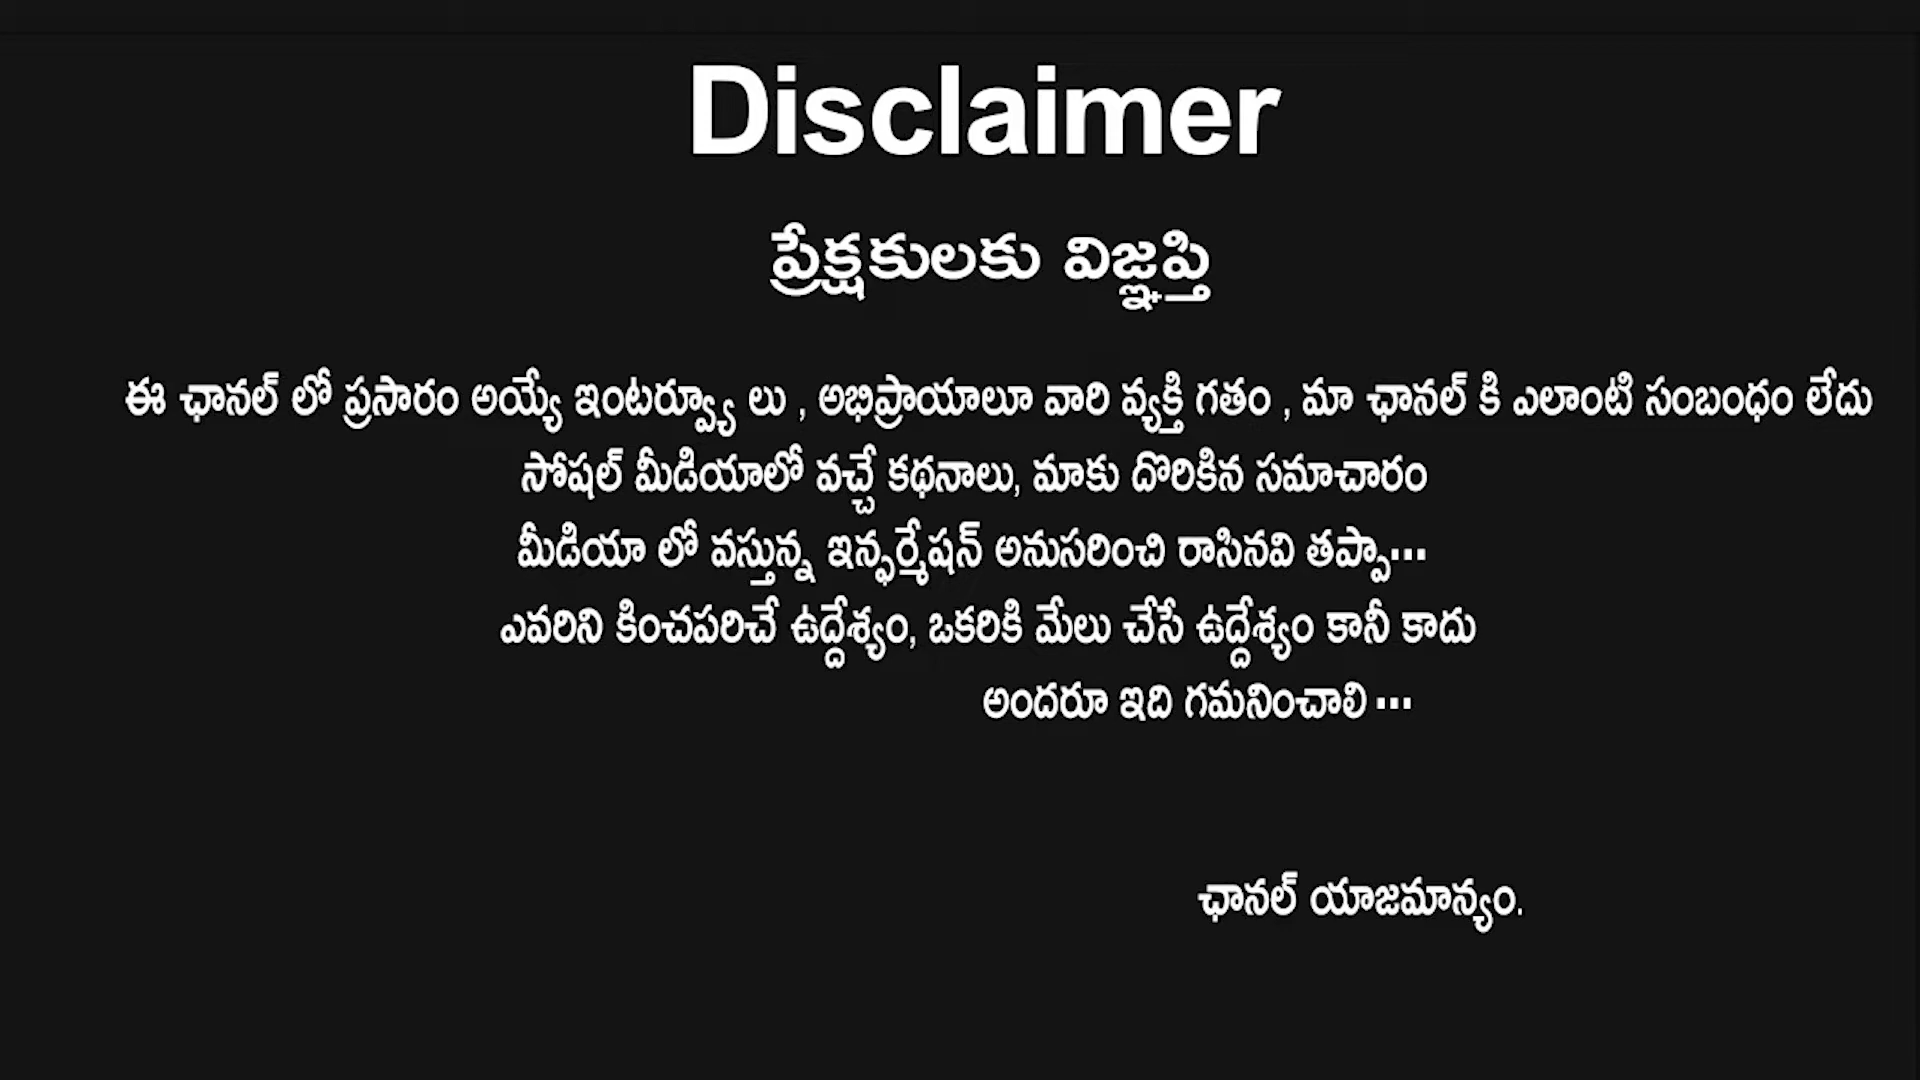 Disclaimer
ప్రేక్షకులకు విజ్ఞప్తి
ఈ ఛానల్ లో ప్రసారం అయ్యే ఇంటర్వ్యూ లు , అభిప్రాయాలూ వారి వ్యక్తి గతం , మా ఛానల్ కి ఎలాంటి సంబంధం లేదు
సోషల్ మీడియాలో వచ్చే కథనాలు, మాకు దొరికిన సమాచారం
మీడియా లో వస్తున్న ఇన్ఫర్మేషన్ అనుసరించి రాసినవి తప్పా...
ఎవరిని కించపరిచే ఉద్దేశ్యం, ఒకరికి మేలు చేసే ఉద్దేశ్యం కానీ కాదు
అందరూ ఇది గమనించాలి ...
ఛానల్ యాజమాన్యం.